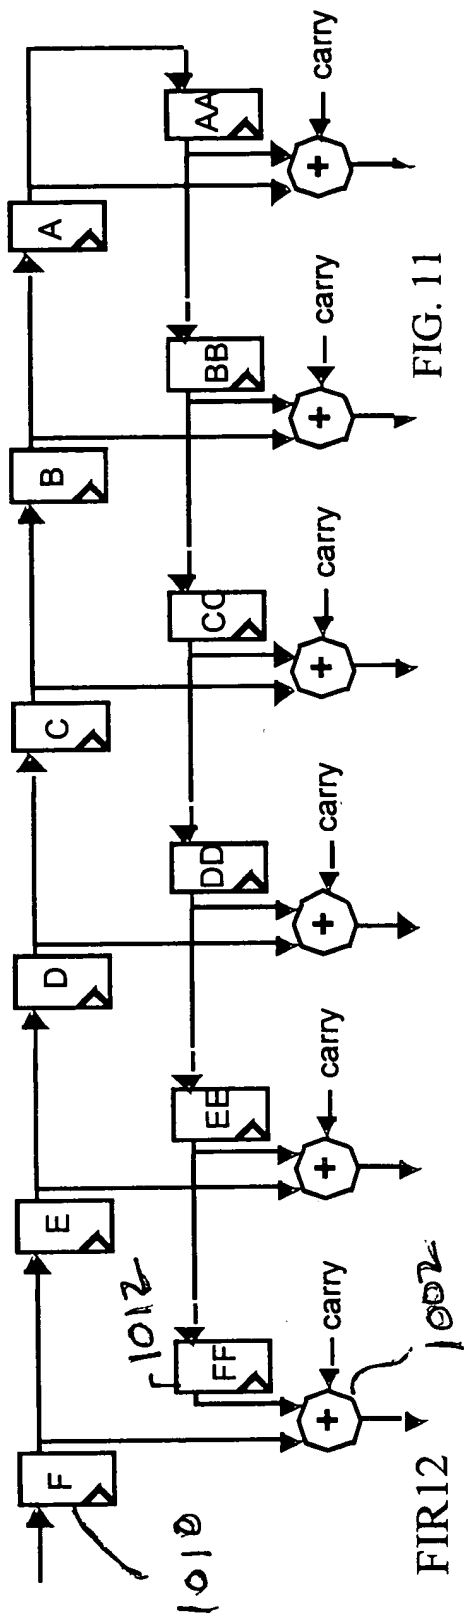 F
E
D
C
B
A
FF
EE
DD
CC
BB
AA
+ carry
+ carry
+ carry
+ carry
+ carry
+ carry
1010
1012
1002
FIR12
FIG. 11